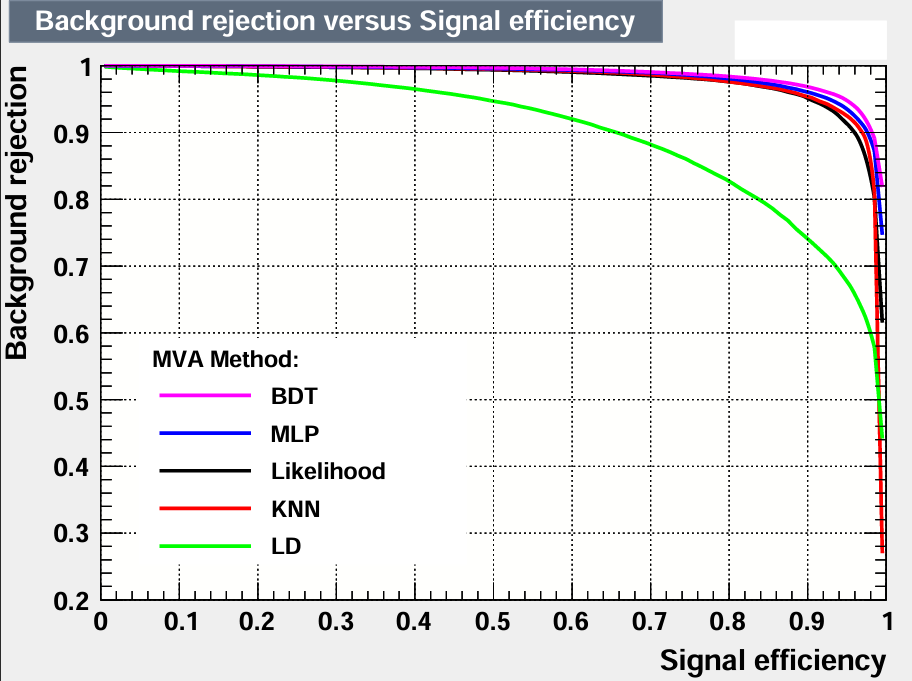 Background rejection versus Signal efficiency
Background rejection
1
0.9
0.8
0.7
0.6
0.5
0.4
0.3
0.2
MVA Method:
BDT
MLP
Likelihood
KNN
LD
0 0.1 0.2 0.3 0.4 0.5 0.6 0.7 0.8 0.9 1
Signal efficiency